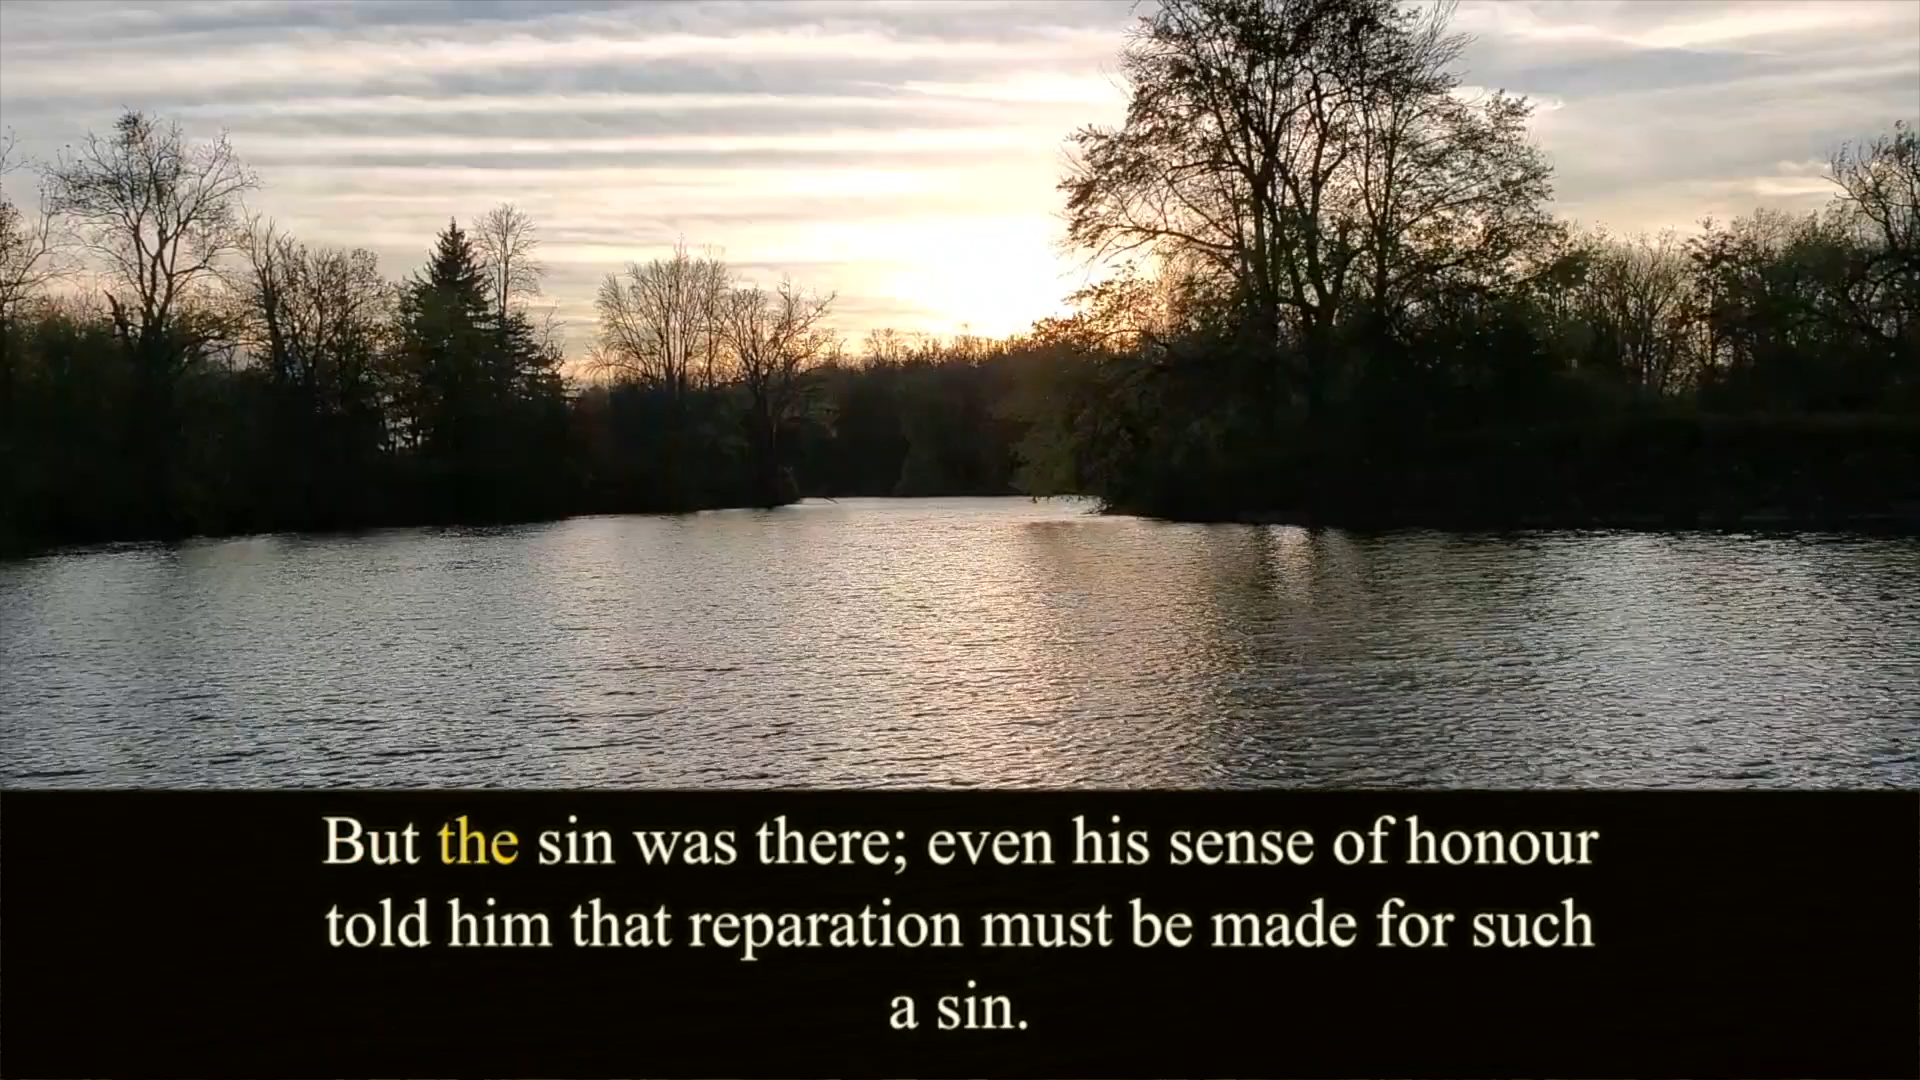 But the sin was there; even his sense of honour
told him that reparation must be made for such
a sin.